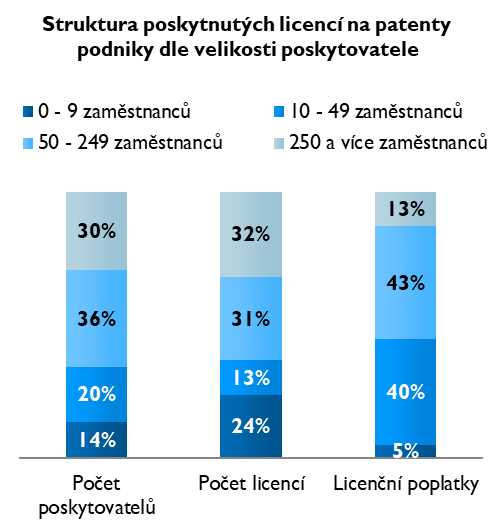 Struktura poskytnutých licencí na patenty
podniky dle velikosti poskytovatele
0 - 9 zaměstnanců
10 - 49 zaměstnanců
50 - 249 zaměstnanců
250 a více zaměstnanců
30%
32%
13%
36%
31%
43%
20%
13%
40%
14%
24%
5%
Počet
poskytovatelů
Počet licencí
Licenční poplatky